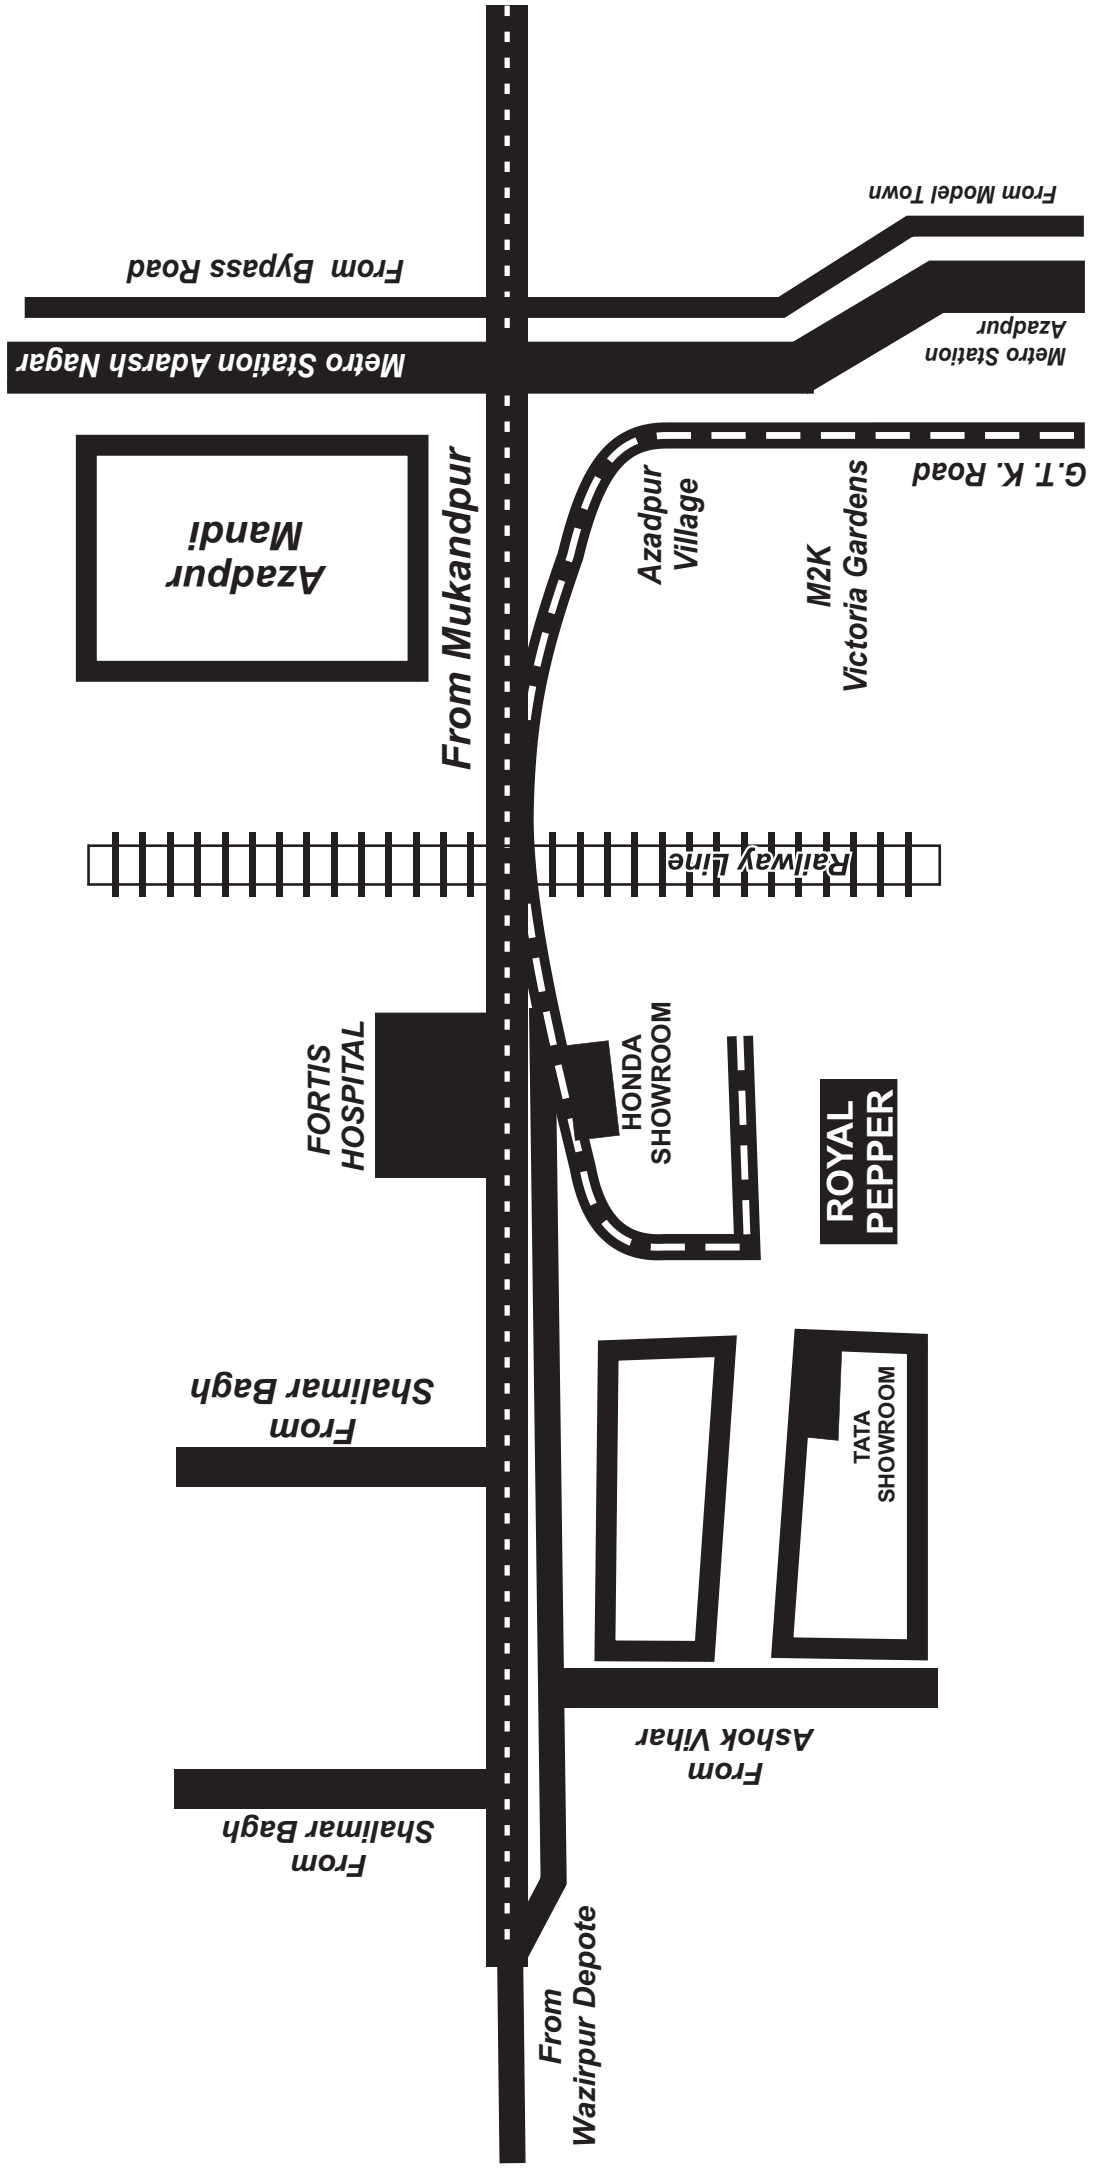 From Model Town
From  Bypass Road
Metro Station Adarsh Nagar
Metro Station
Azadpur
G.T. K. Road
Azadpur
Mandi
From Mukandpur
Azadpur
Village
M2K
Victoria Gardens
Railway Line
FORTIS
HOSPITAL
HONDA
SHOWROOM
ROYAL
PEPPER
From
Shalimar Bagh
TATA
SHOWROOM
From
Ashok Vihar
From
Shalimar Bagh
From
Wazirpur Depote